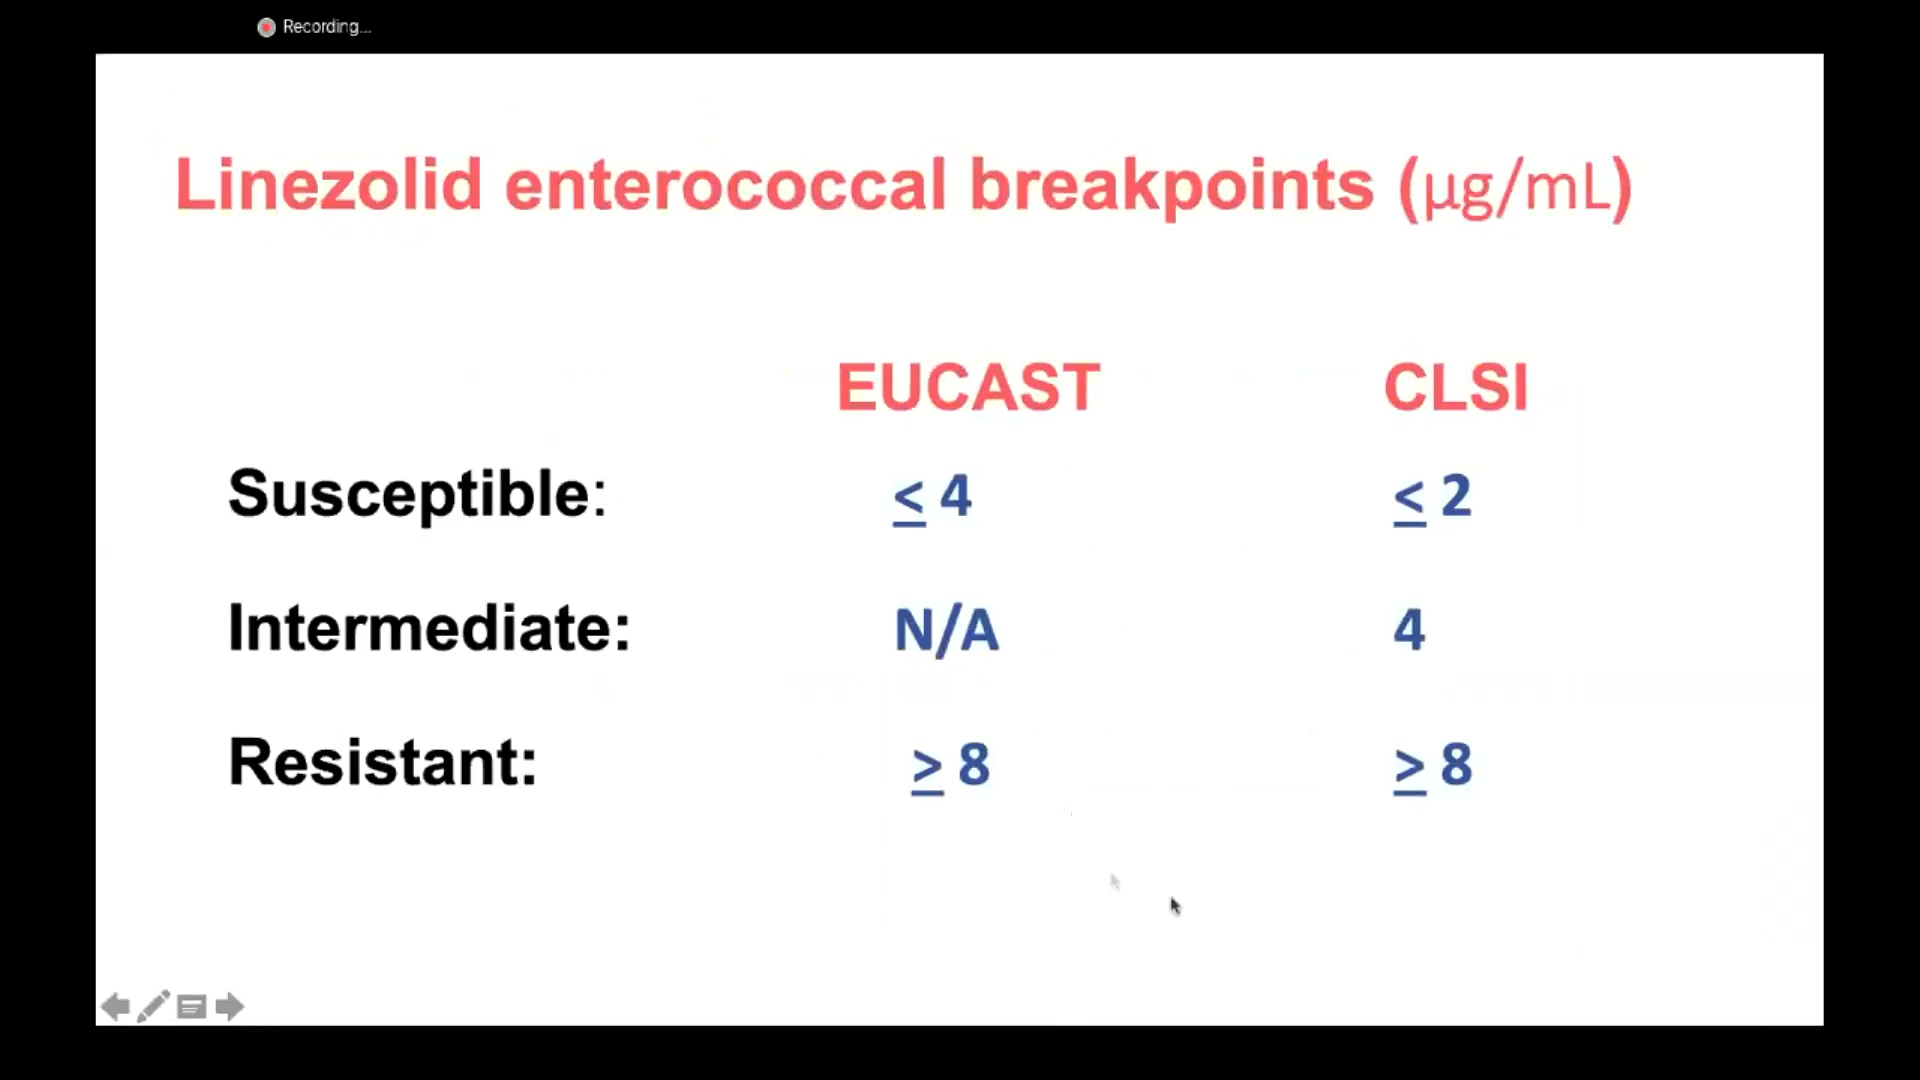 Recording...
Linezolid enterococcal breakpoints (µg/mL)
EUCAST CLSI
Susceptible: ≤ 4 ≤ 2
Intermediate: N/A 4
Resistant: ≥ 8 ≥ 8